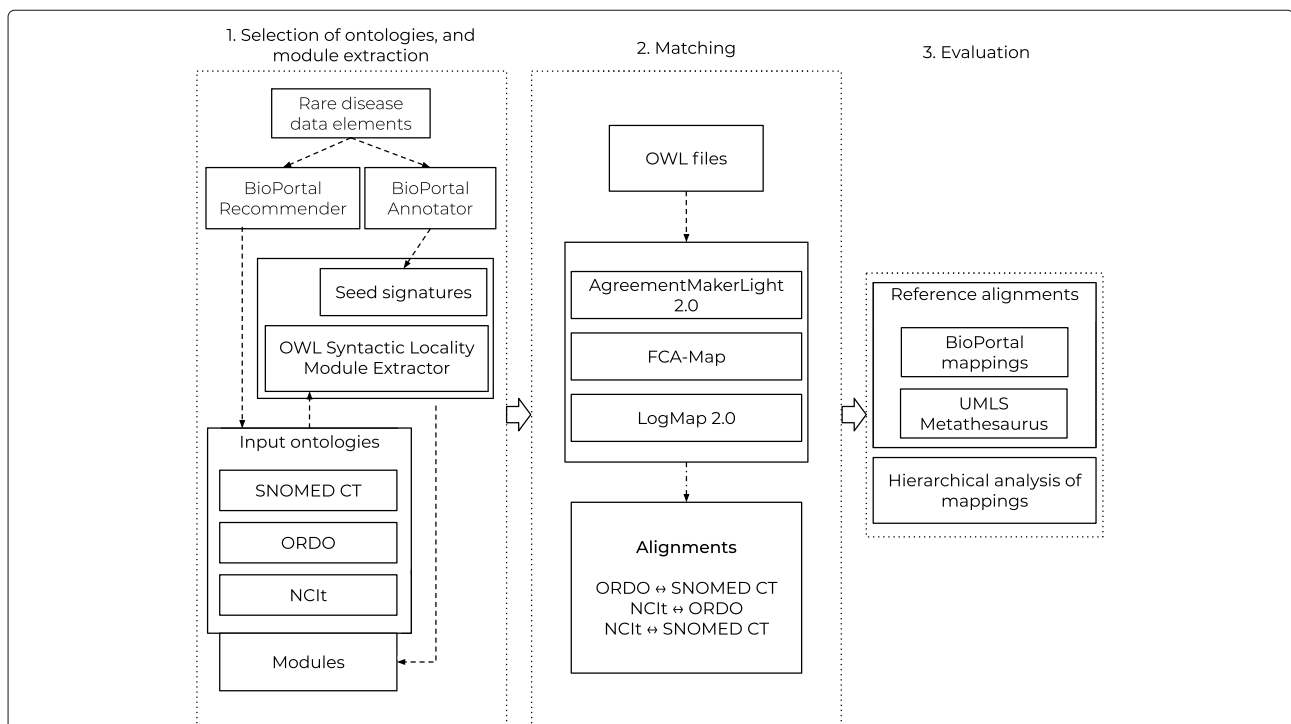 1. Selection of ontologies, and
module extraction
Rare disease
data elements
BioPortal
Recommender
BioPortal
Annotator
Seed signatures
OWL Syntactic Locality
Module Extractor
Input ontologies
SNOMED CT
ORDO
NCIt
Modules
2. Matching
OWL files
AgreementMakerLight
2.0
FCA-Map
LogMap 2.0
Alignments
ORDO ↔ SNOMED CT
NCIt ↔ ORDO
NCIt ↔ SNOMED CT
3. Evaluation
Reference alignments
BioPortal
mappings
UMLS
Metathesaurus
Hierarchical analysis of
mappings